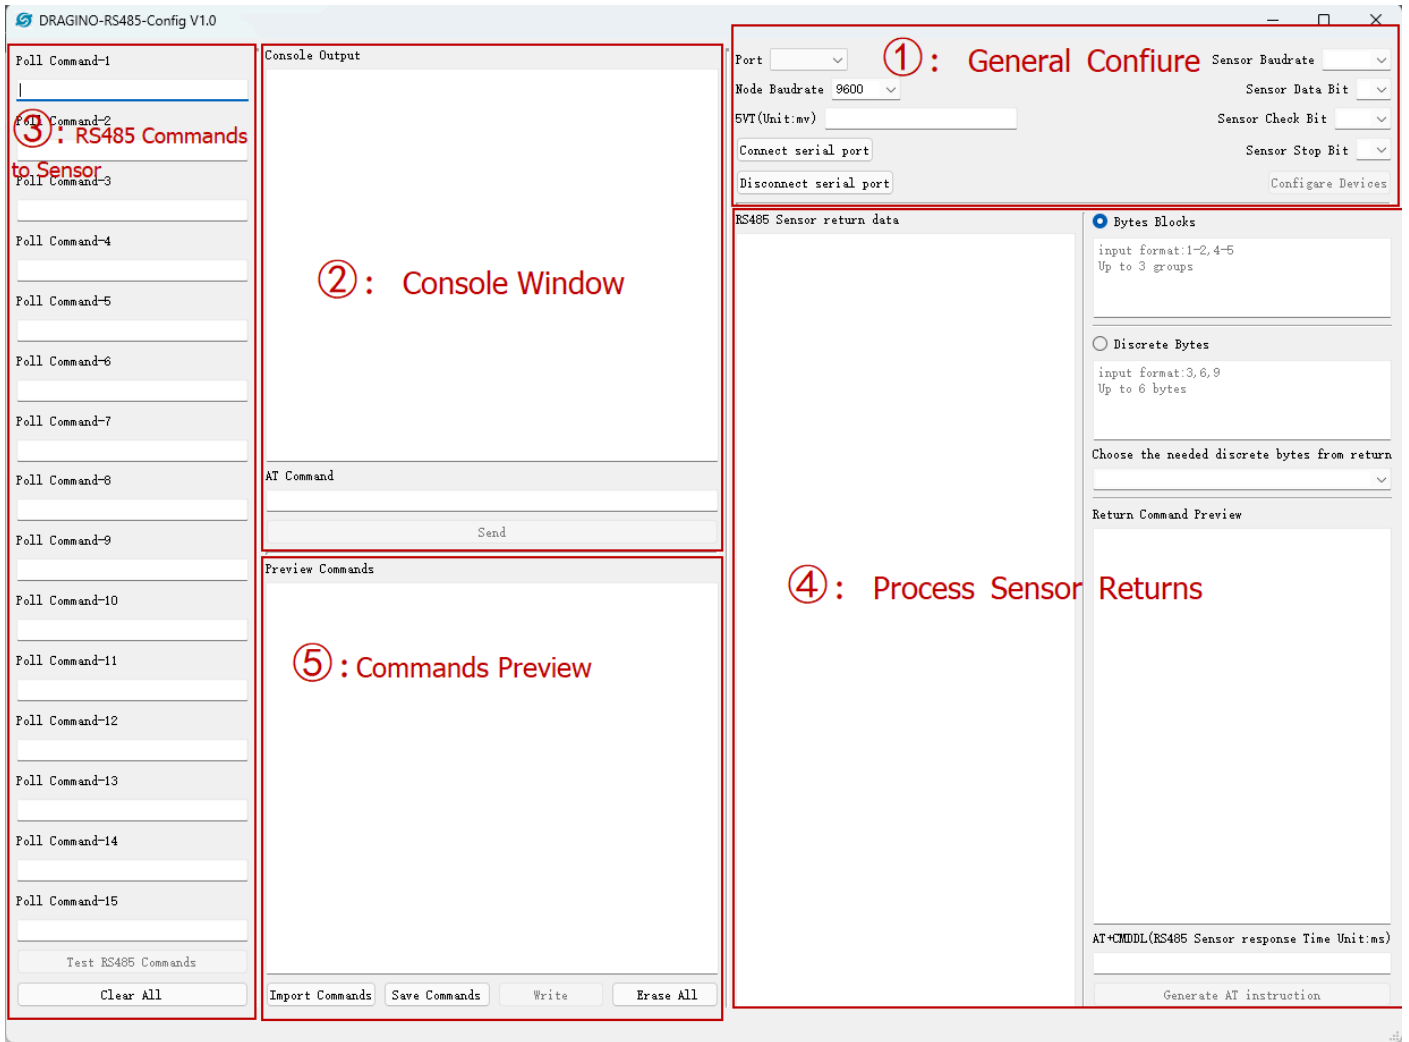 DRAGINO-RS485-Config V1.0
Poll Command-1
Poll Command-2
③: RS485 Commands
to Sensor
Poll Command-3
Poll Command-4
Poll Command-5
Poll Command-6
Poll Command-7
Poll Command-8
Poll Command-9
Poll Command-10
Poll Command-11
Poll Command-12
Poll Command-13
Poll Command-14
Poll Command-15
Test RS485 Commands
Clear All
Console Output
②: Console Window
AT Command
Send
Preview Commands
⑤: Commands Preview
Import Commands
Save Commands
Write
Erase All
①: General Confiure
Port
Node Baudrate 9600
5VT(Unit:mv)
Connect serial port
Disconnect serial port
Sensor Baudrate
Sensor Data Bit
Sensor Check Bit
Sensor Stop Bit
Configare Devices
RS485 Sensor return data
④: Process Sensor Returns
Bytes Blocks
input format:1-2,4-5
Up to 3 groups
Discrete Bytes
input format:3,6,9
Up to 6 bytes
Choose the needed discrete bytes from return
Return Command Preview
AT+CMDDL(RS485 Sensor response Time Unit:ms)
Generate AT instruction